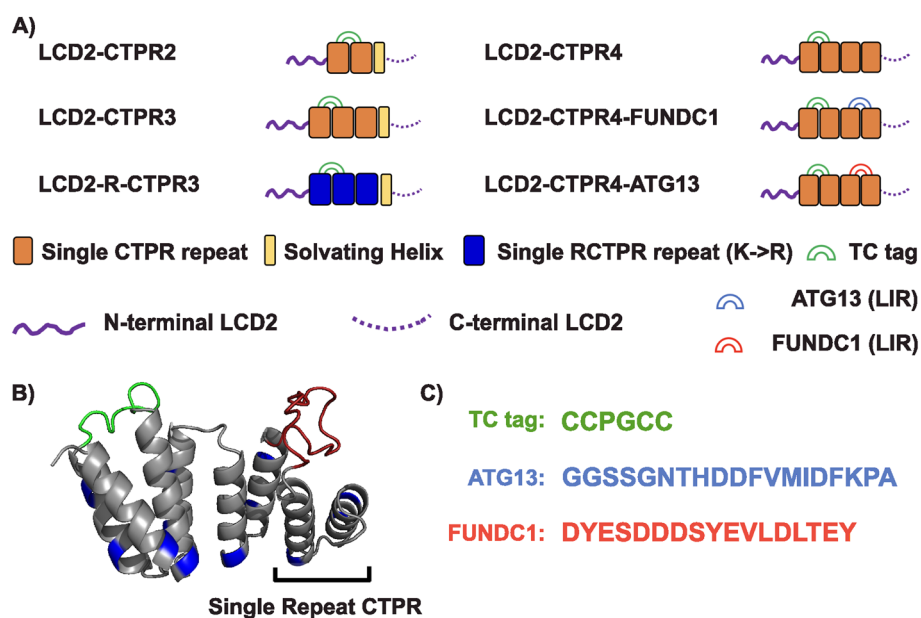 A)
LCD2-CTPR2
LCD2-CTPR4
LCD2-CTPR3
LCD2-CTPR4-FUNDC1
LCD2-R-CTPR3
LCD2-CTPR4-ATG13
Single CTPR repeat
Solvating Helix
Single RCTPR repeat (K->R)
TC tag
N-terminal LCD2
C-terminal LCD2
ATG13 (LIR)
FUNDC1 (LIR)
B)
Single Repeat CTPR
C)
TC tag: CCPGCC
ATG13: GGSSGNTHDDFVMIDFKPA
FUNDC1: DYESDDDSYEVLDLTEY